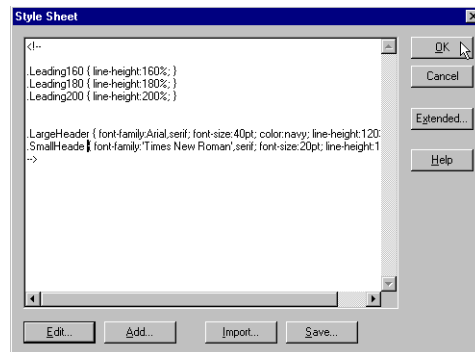 Style Sheet
<!--
.Leading160 { line-height:160%; }
.Leading180 { line-height:180%; }
.Leading200 { line-height:200%; }
.LargeHeader { font-family:Arial,serif; font-size:40pt; color:navy; line-height:120
.SmallHeade { font-family:'Times New Roman',serif; font-size:20pt; line-height:1
-->
OK
Cancel
Extended...
Help
Edit...
Add...
Import...
Save...